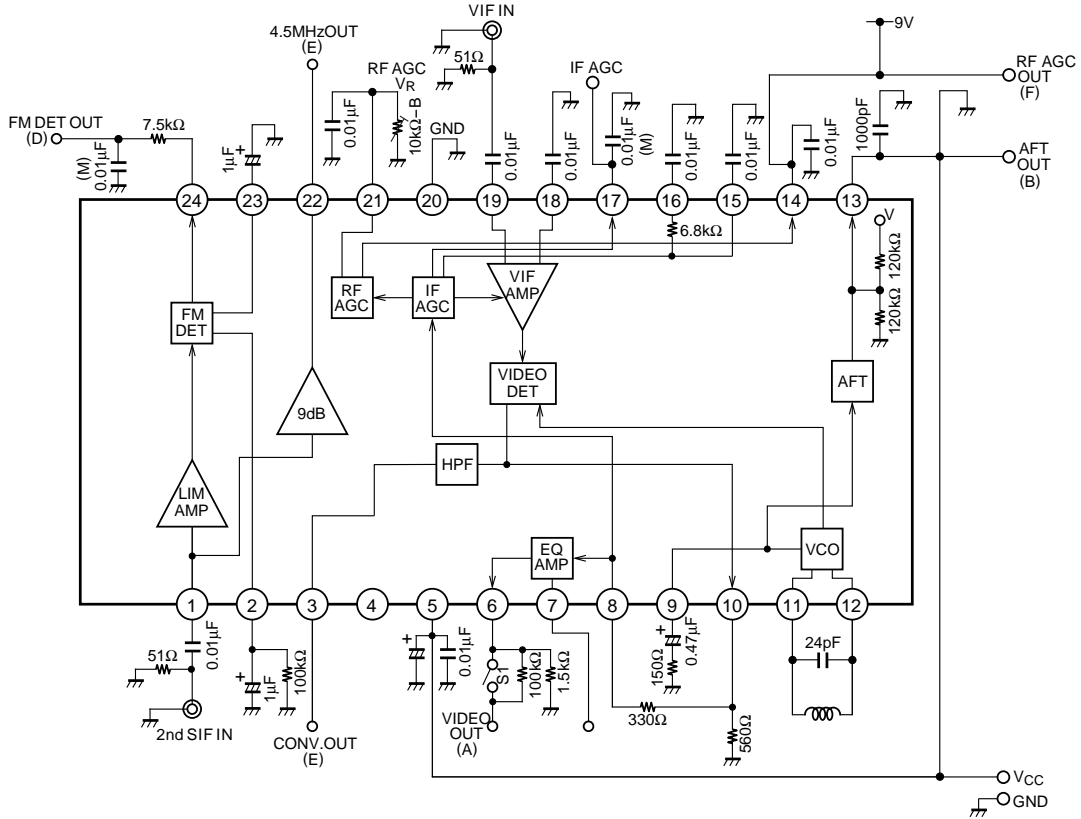 VIF IN
9V
4.5MHzOUT
(E)
51Ω
RF AGC
VR
IF AGC
RF AGC
OUT
(F)
FM DET OUT
(D)
7.5kΩ
(M)
0.01µF
1µF
+
0.01µF
10kΩ−B
GND
0.01µF
0.01µF
0.01µF
(M)
0.01µF
0.01µF
0.01µF
1000pF
AFT
OUT
(B)
24
23
22
21
20
19
18
17
16
15
14
13
6.8kΩ
V
120kΩ
120kΩ
RF
AGC
IF
AGC
VIF
AMP
FM
DET
VIDEO
DET
AFT
9dB
HPF
LIM
AMP
EQ
AMP
VCO
1
2
3
4
5
6
7
8
9
10
11
12
0.01µF
51Ω
2nd SIF IN
+
1µF
100kΩ
CONV.OUT
(E)
+
0.01µF
S1
100kΩ
1.5kΩ
VIDEO
OUT
(A)
330Ω
+
0.47µF
150Ω
560Ω
24pF
VCC
GND